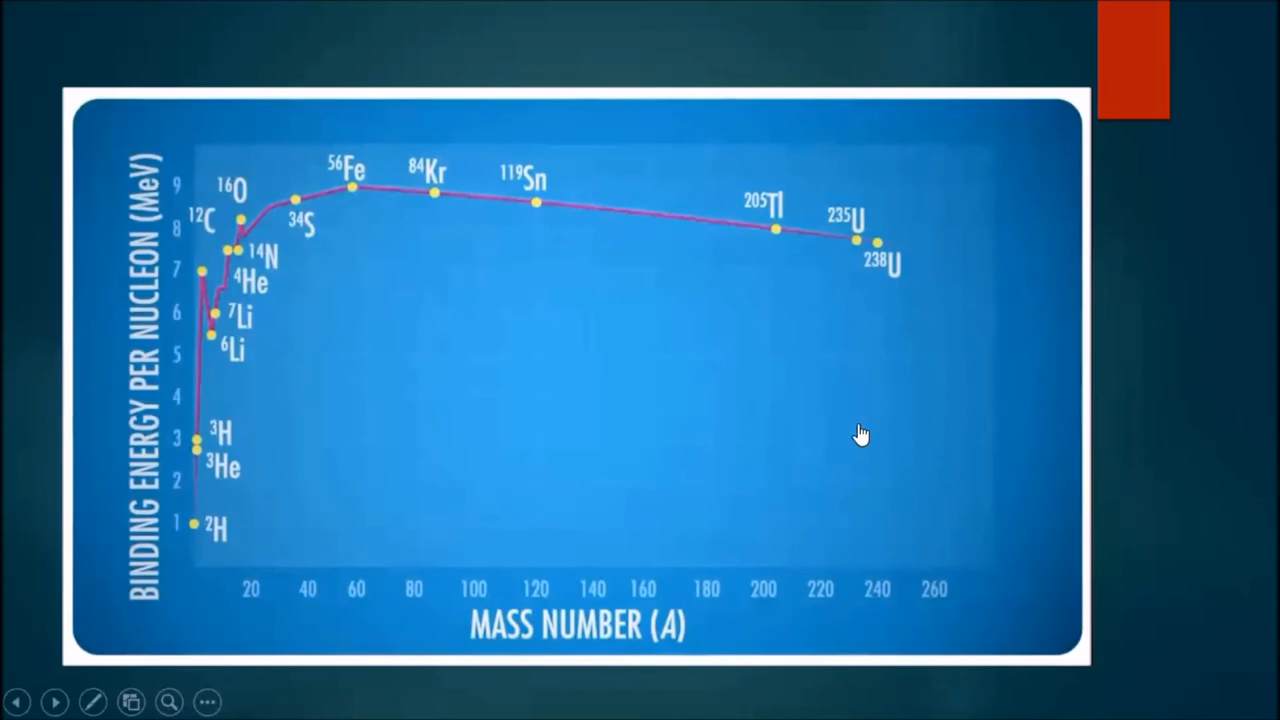 BINDING ENERGY PER NUCLEON (MeV)
9
8
7
6
5
4
3
2
1
⁵⁶Fe
⁸⁴Kr
¹¹⁹Sn
¹⁶O
¹²C
³⁴S
²⁰⁵Tl
²³⁵U
¹⁴N
²³⁸U
⁴He
⁷Li
⁶Li
³H
³He
²H
20 40 60 80 100 120 140 160 180 200 220 240 260
MASS NUMBER (A)